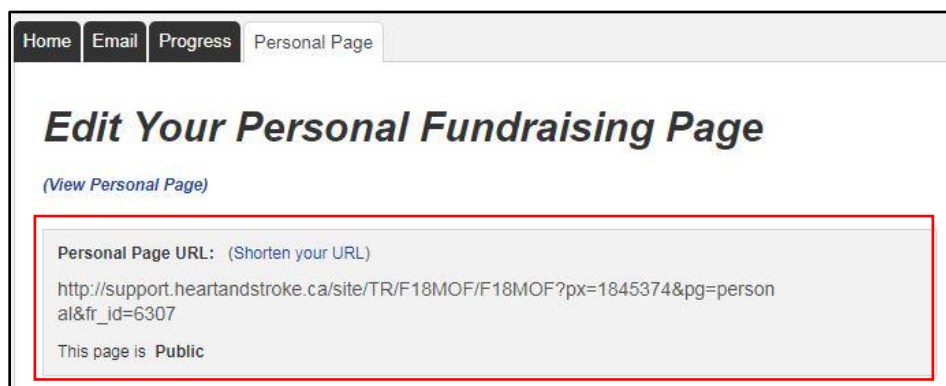 Home Email Progress Personal Page
Edit Your Personal Fundraising Page
(View Personal Page)
Personal Page URL: (Shorten your URL)
http://support.heartandstroke.ca/site/TR/F18MOF/F18MOF?px=1845374&pg=person
al&fr_id=6307
This page is Public